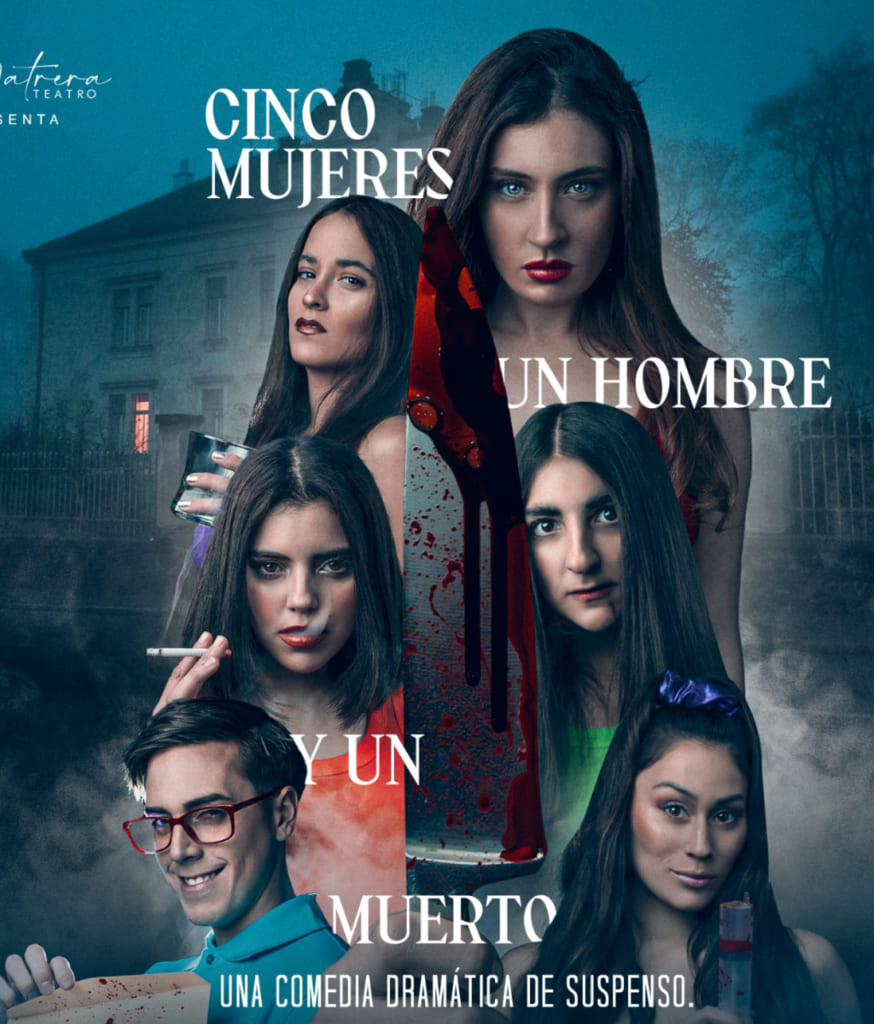 TEATRO
CINCO
MUJERES
UN HOMBRE
Y UN
MUERTO
UNA COMEDIA DRAMÁTICA DE SUSPENSO.